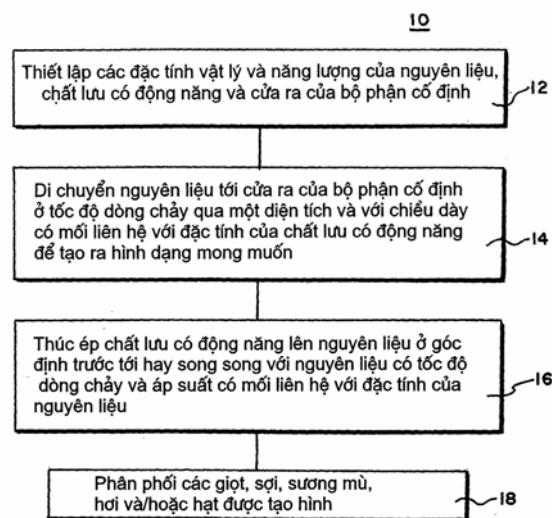 10
Thiết lập các đặc tính vật lý và năng lượng của nguyên liệu,
chất lưu có động năng và cửa ra của bộ phận cố định
12
Di chuyển nguyên liệu tới cửa ra của bộ phận cố định
ở tốc độ dòng chảy qua một diện tích và với chiều dày
có mối liên hệ với đặc tính của chất lưu có động năng
để tạo ra hình dạng mong muốn
14
Thúc ép chất lưu có động năng lên nguyên liệu ở góc
định trước tới hay song song với nguyên liệu có tốc độ
dòng chảy và áp suất có mối liên hệ với đặc tính của
nguyên liệu
16
Phân phối các giọt, sợi, sương mù,
hơi và/hoặc hạt được tạo hình
18